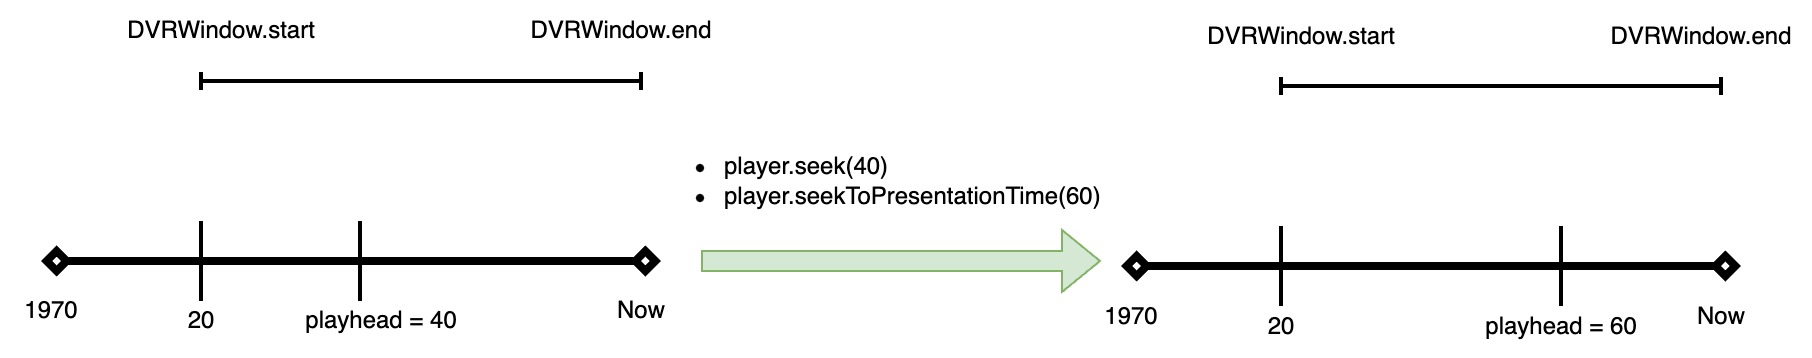 DVRWindow.start
DVRWindow.end
1970
20
playhead = 40
Now
• player.seek(40)
• player.seekToPresentationTime(60)
DVRWindow.start
DVRWindow.end
1970
20
playhead = 60
Now